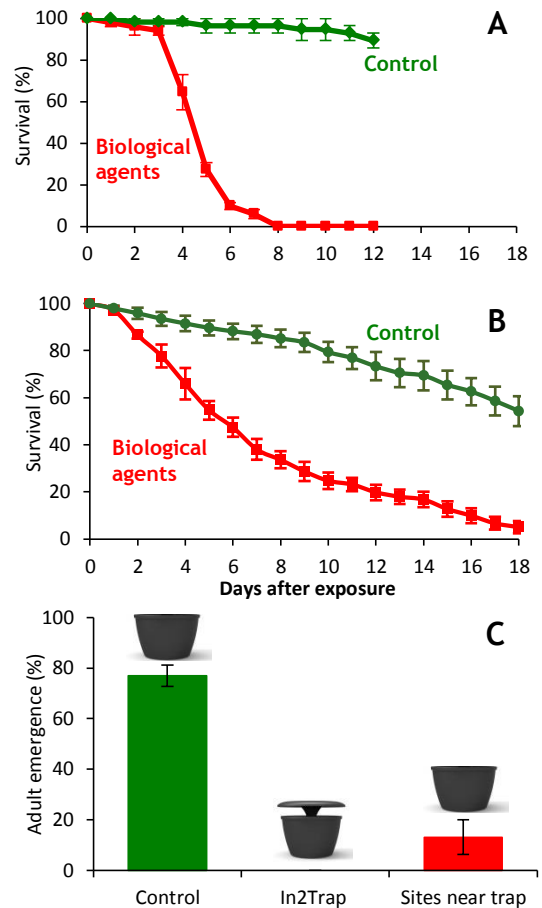 A
100
80
60
40
20
0
Survival (%)
Control
Biological
agents
0 2 4 6 8 10 12 14 16 18
B
100
80
60
40
20
0
Survival (%)
Control
Biological
agents
0 2 4 6 8 10 12 14 16 18
Days after exposure
C
100
80
60
40
20
0
Adult emergence (%)
Control In2Trap Sites near trap